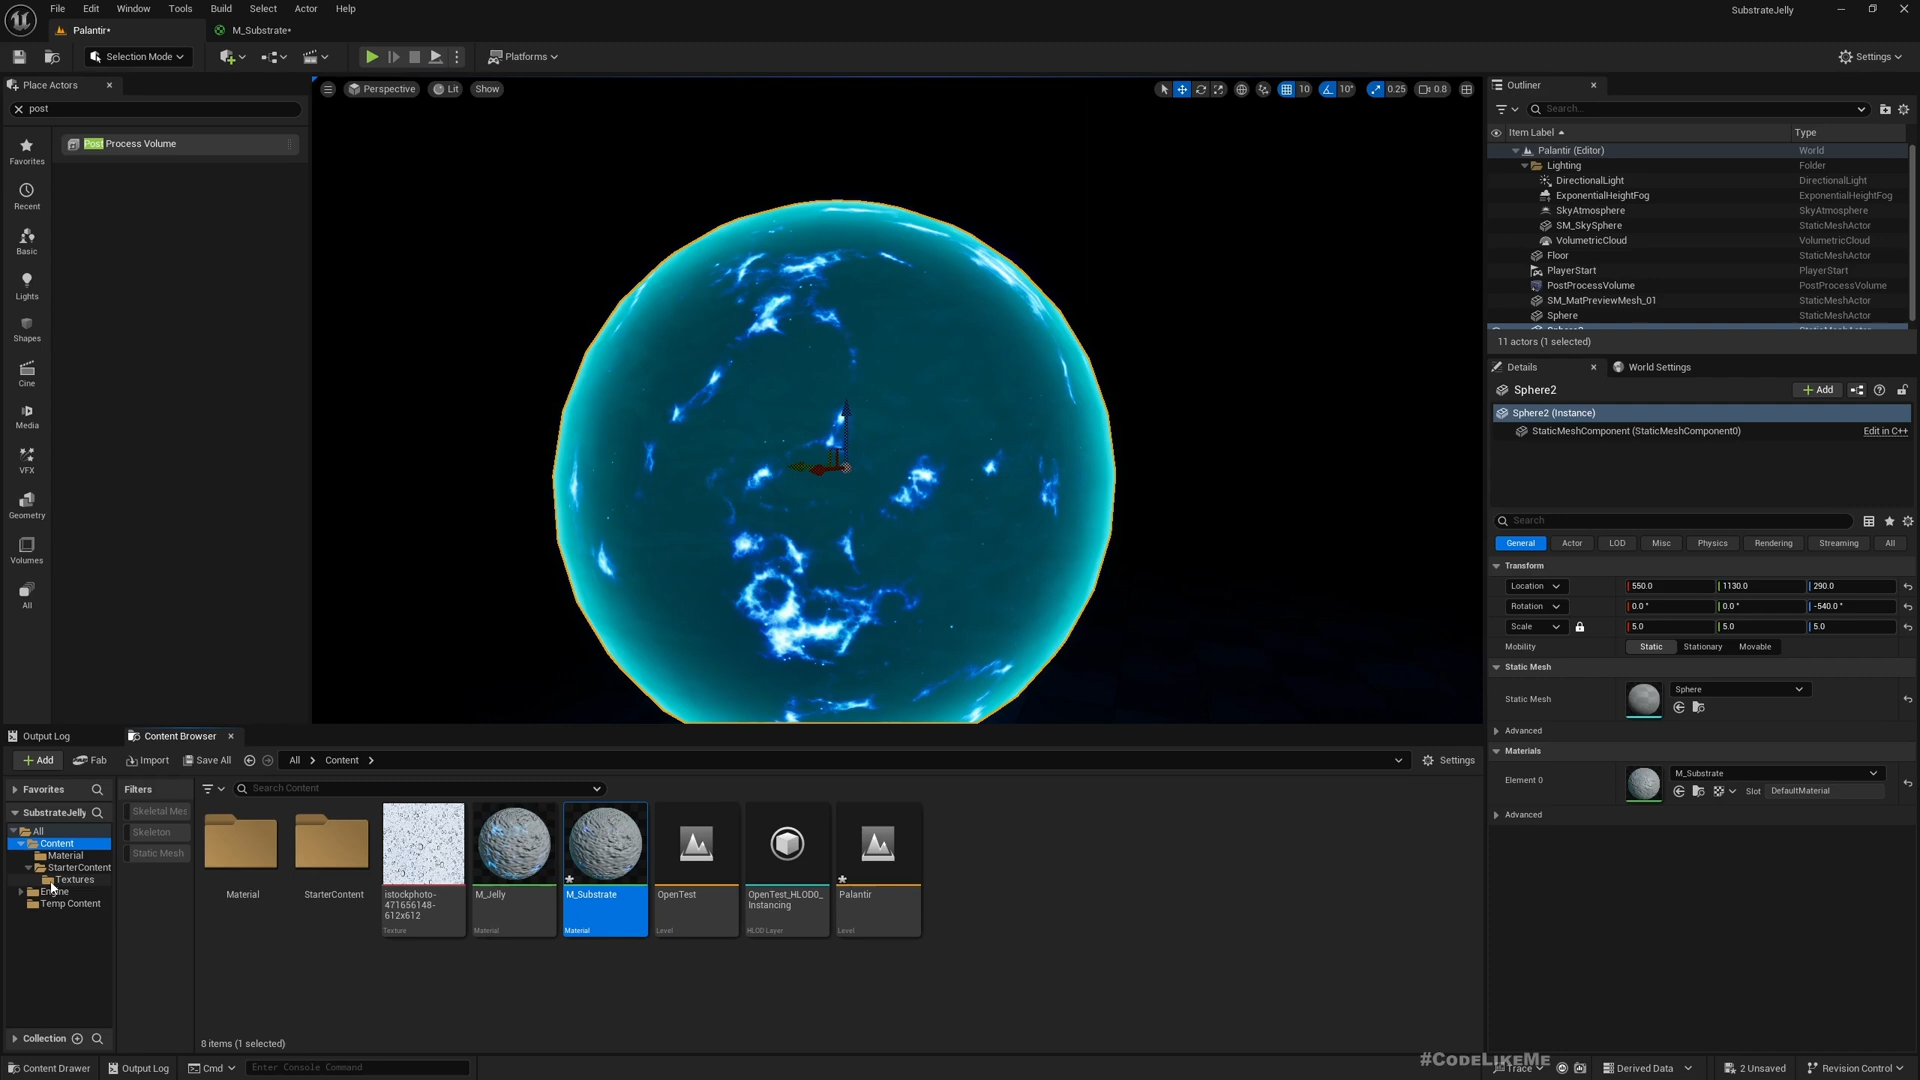 File Edit Window Tools Build Select Actor Help
SubstrateJelly
Palantir•
M_Substrate•
Selection Mode
Platforms
Settings
Place Actors
post
Post Process Volume
Favorites
Recent
Basic
Lights
Shapes
Cine
Media
VFX
Geometry
Volumes
All
Perspective
Lit
Show
10
10°
0.25
0.8
Outliner
Search...
Item Label
Type
Palantir (Editor) World
Lighting Folder
DirectionalLight DirectionalLight
ExponentialHeightFog ExponentialHeightFog
SkyAtmosphere SkyAtmosphere
SM_SkySphere StaticMeshActor
VolumetricCloud VolumetricCloud
Floor StaticMeshActor
PlayerStart PlayerStart
PostProcessVolume PostProcessVolume
SM_MatPreviewMesh_01 StaticMeshActor
Sphere StaticMeshActor
11 actors (1 selected)
Details
World Settings
Sphere2
Add
Sphere2 (Instance)
StaticMeshComponent (StaticMeshComponent0)
Edit in C++
Search
General Actor LOD Misc Physics Rendering Streaming All
Transform
Location 550.0 1130.0 290.0
Rotation 0.0 ° 0.0 ° -540.0 °
Scale 5.0 5.0 5.0
Mobility Static Stationary Movable
Static Mesh
Static Mesh Sphere
Advanced
Materials
Element 0 M_Substrate
Slot DefaultMaterial
Advanced
Output Log
Content Browser
Add Fab Import Save All
All Content
Settings
Favorites
SubstrateJelly
All
Content
Material
StarterContent
Textures
Engine
Temp Content
Collection
Filters
Skeletal Mes
Skeleton
Static Mesh
Search Content
Material
StarterContent
istockphoto-
471656148-
612x612
Texture
M_Jelly
Material
M_Substrate
Material
OpenTest
Level
OpenTest_HLOD0_
Instancing
HLOD Layer
Palantir
Level
8 items (1 selected)
#CodeLikeMe
Content Drawer
Output Log
Cmd
Enter Console Command
Trace
Derived Data
2 Unsaved
Revision Control